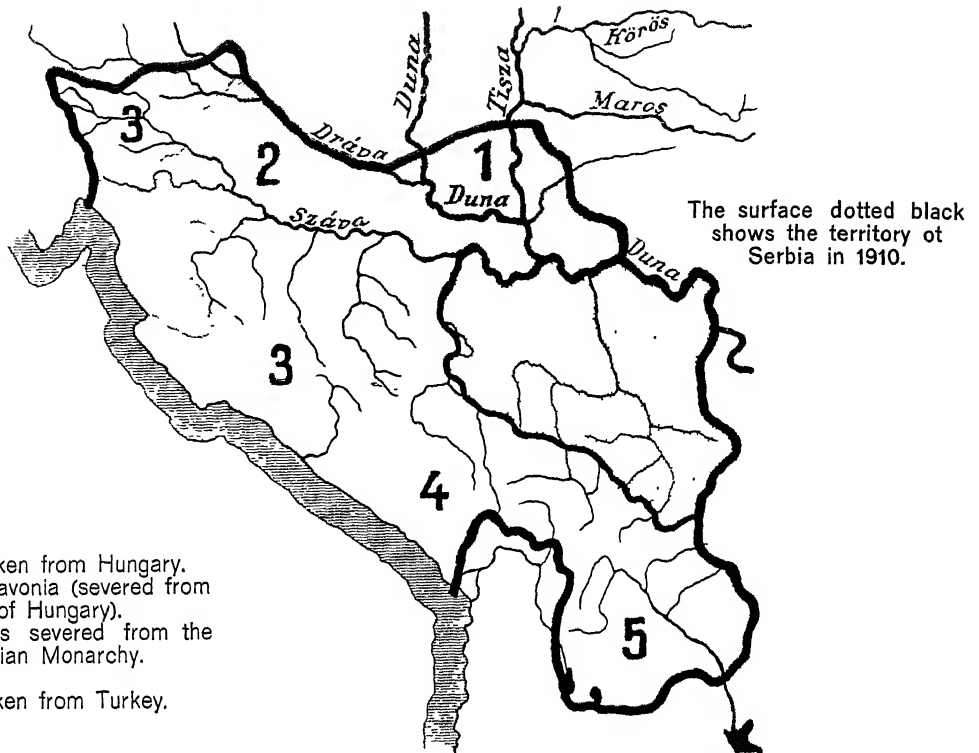 Körös
Duna
Tisza
Maros
3
Dráva
1
2
Duna
Száva
The surface dotted black
shows the territory ot
Serbia in 1910.
Duna
3
4
ken from Hungary.
avonia (severed from
of Hungary).
s severed from the
ian Monarchy.
ken from Turkey.
5